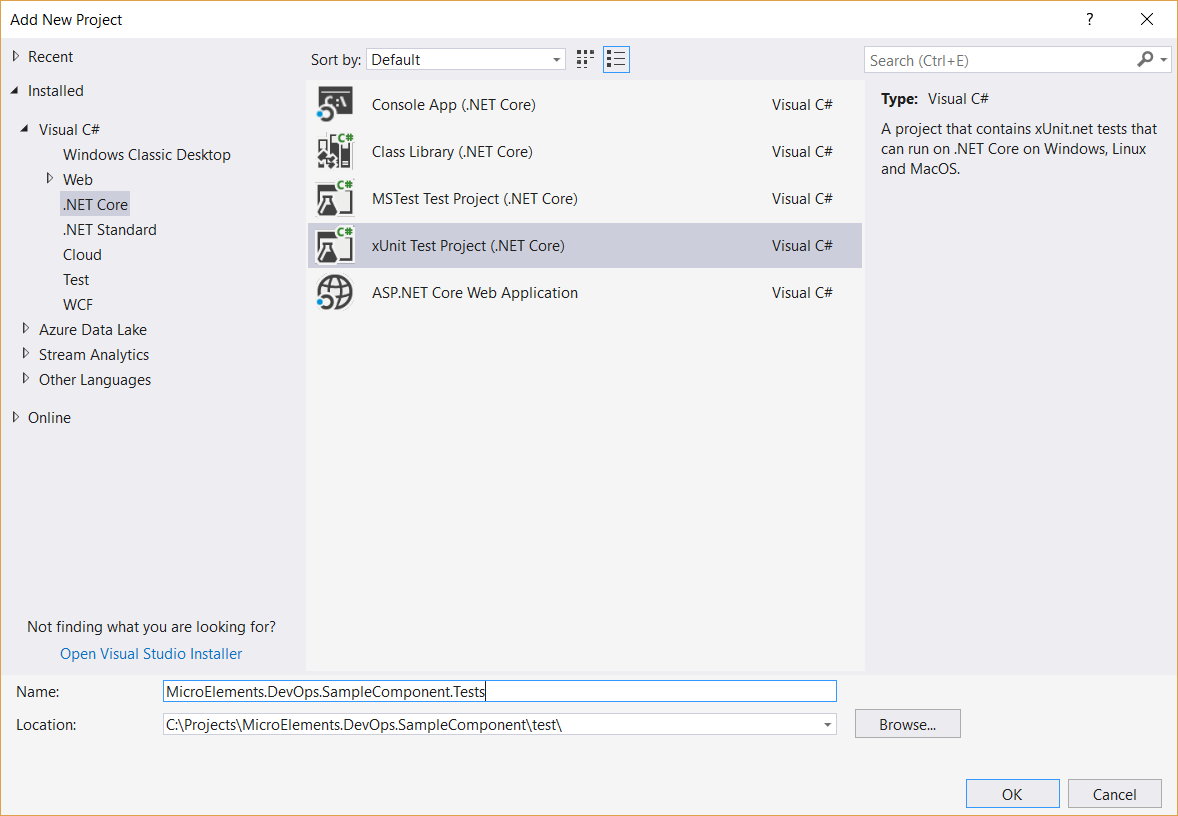 Add New Project
?
Recent
Installed
Visual C#
Windows Classic Desktop
Web
.NET Core
.NET Standard
Cloud
Test
WCF
Azure Data Lake
Stream Analytics
Other Languages
Online
Not finding what you are looking for?
Open Visual Studio Installer
Sort by: Default
C:\
Console App (.NET Core) Visual C#
C#
Class Library (.NET Core) Visual C#
C#
MSTest Test Project (.NET Core) Visual C#
C#
xUnit Test Project (.NET Core) Visual C#
ASP.NET Core Web Application Visual C#
Search (Ctrl+E)
Type: Visual C#
A project that contains xUnit.net tests that
can run on .NET Core on Windows, Linux
and MacOS.
Name: MicroElements.DevOps.SampleComponent.Tests
Location: C:\Projects\MicroElements.DevOps.SampleComponent\test\
Browse...
OK
Cancel